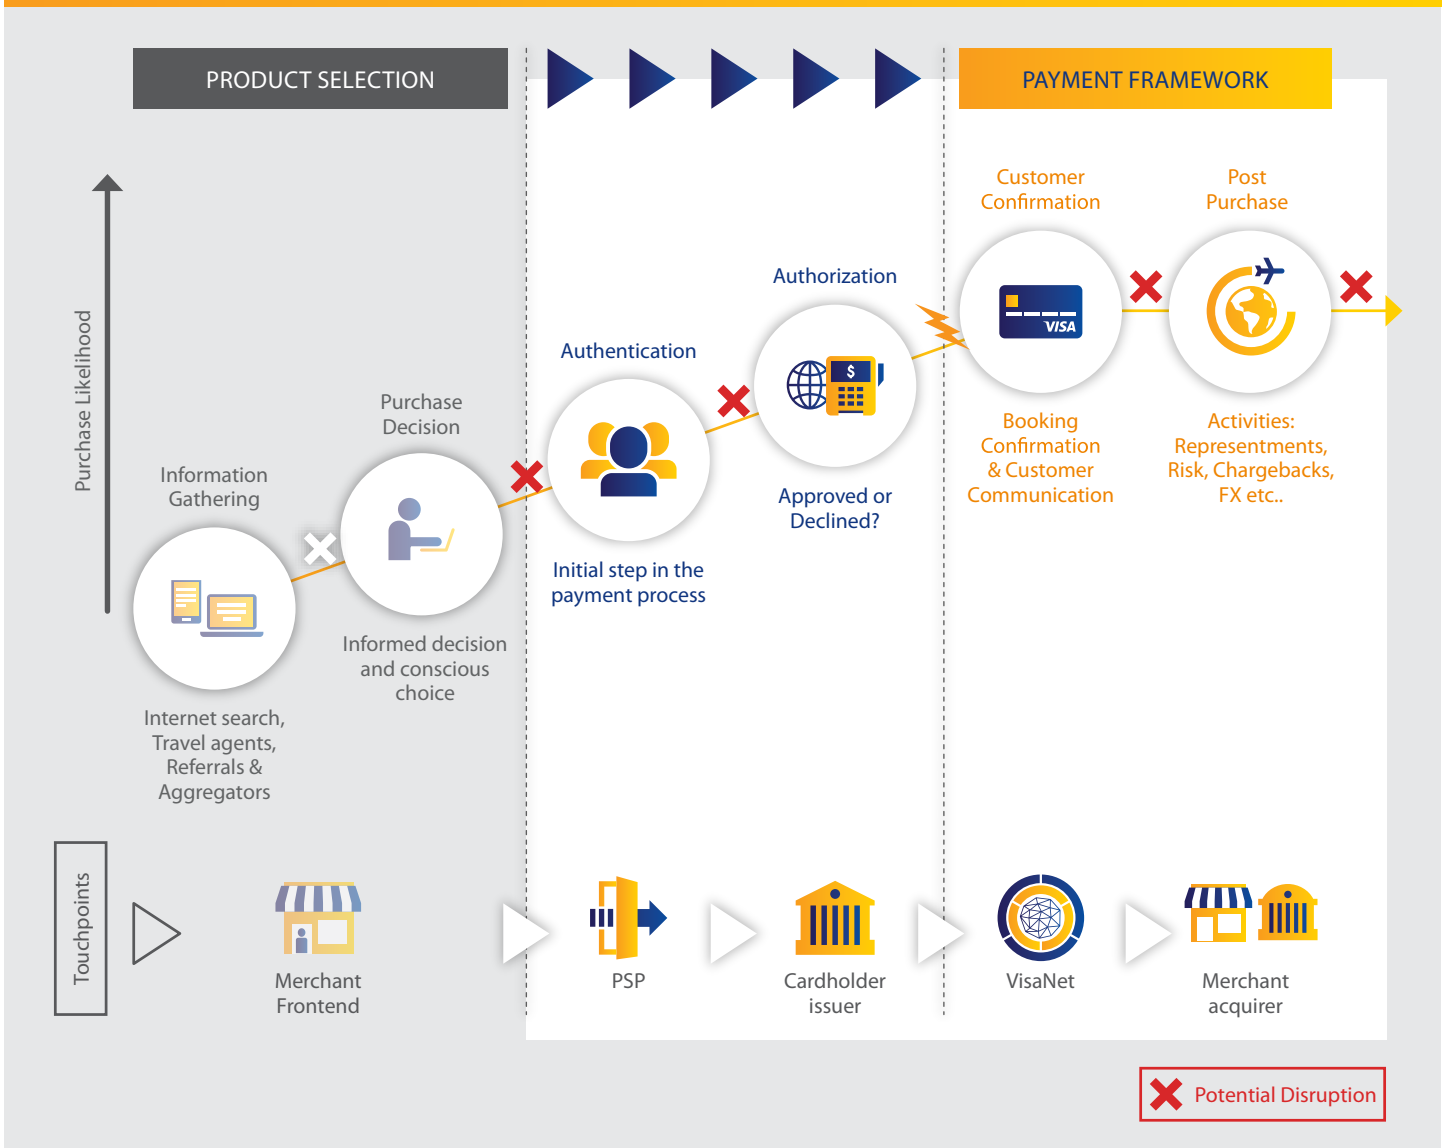 PRODUCT SELECTION
PAYMENT FRAMEWORK
Purchase Likelihood
Information
Gathering
Internet search,
Travel agents,
Referrals &
Aggregators
Purchase
Decision
Informed decision
and conscious
choice
Authentication
Initial step in the
payment process
Authorization
$
Approved or
Declined?
Customer
Confirmation
VISA
Booking
Confirmation
& Customer
Communication
Post
Purchase
Activities:
Representments,
Risk, Chargebacks,
FX etc..
Touchpoints
Merchant
Frontend
PSP
Cardholder
issuer
VisaNet
Merchant
acquirer
Potential Disruption